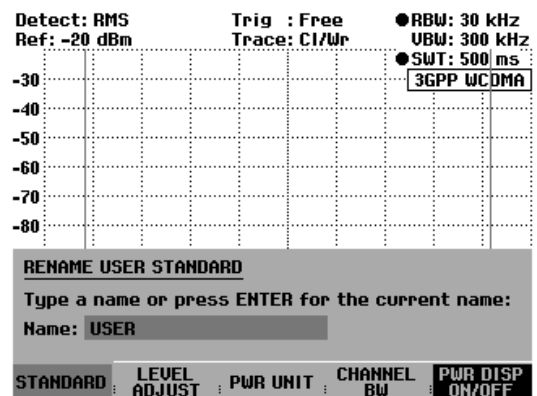 Detect: RMS Trig : Free ●RBW: 30 kHz
Ref: -20 dBm Trace: Cl/Wr VBW: 300 kHz
●SWT: 500 ms
3GPP WCDMA
-30
-40
-50
-60
-70
-80
RENAME USER STANDARD
Type a name or press ENTER for the current name:
Name: USER
STANDARD LEVEL ADJUST PWR UNIT CHANNEL BW PWR DISP ON/OFF